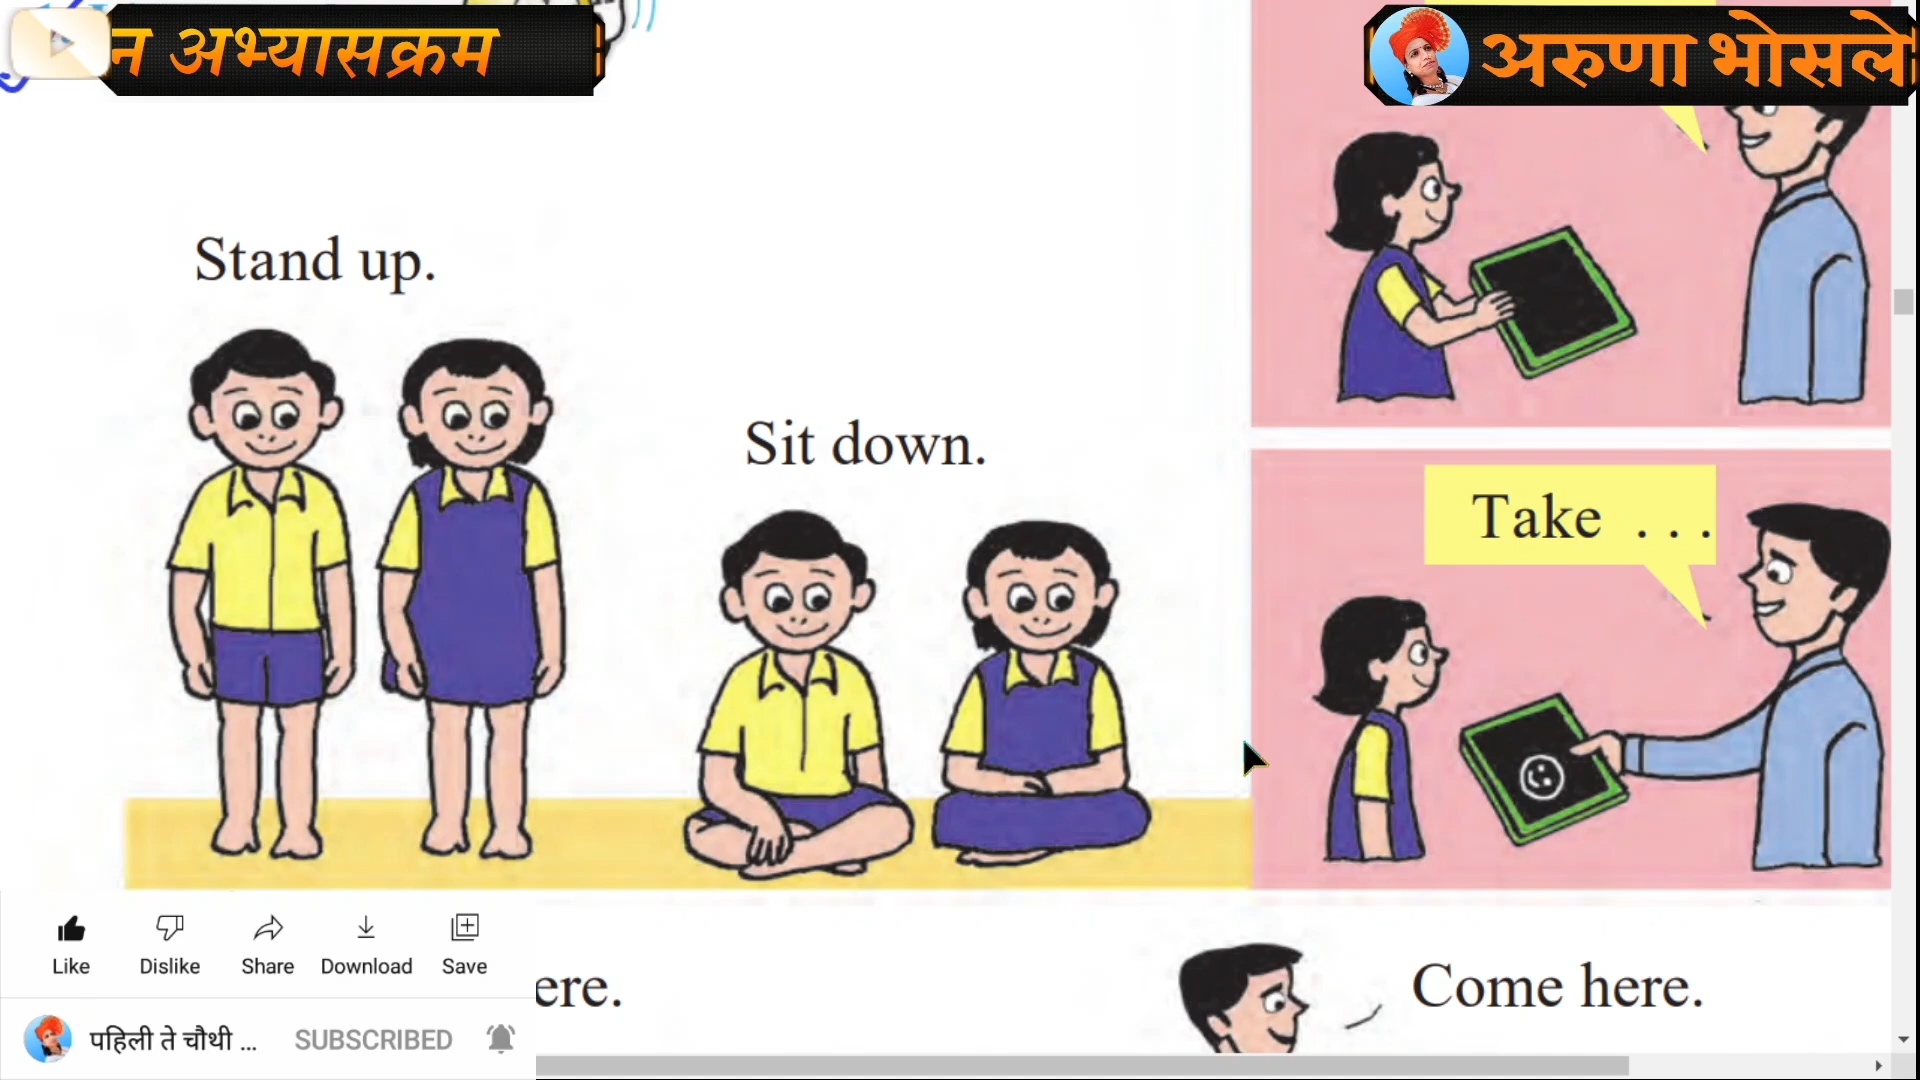 न अभ्यासक्रम
अरुणा भोसले
Stand up.
Sit down.
Take . . .
Like
Dislike
Share
Download
Save
ere.
Come here.
पहिली ते चौथी ...
SUBSCRIBED